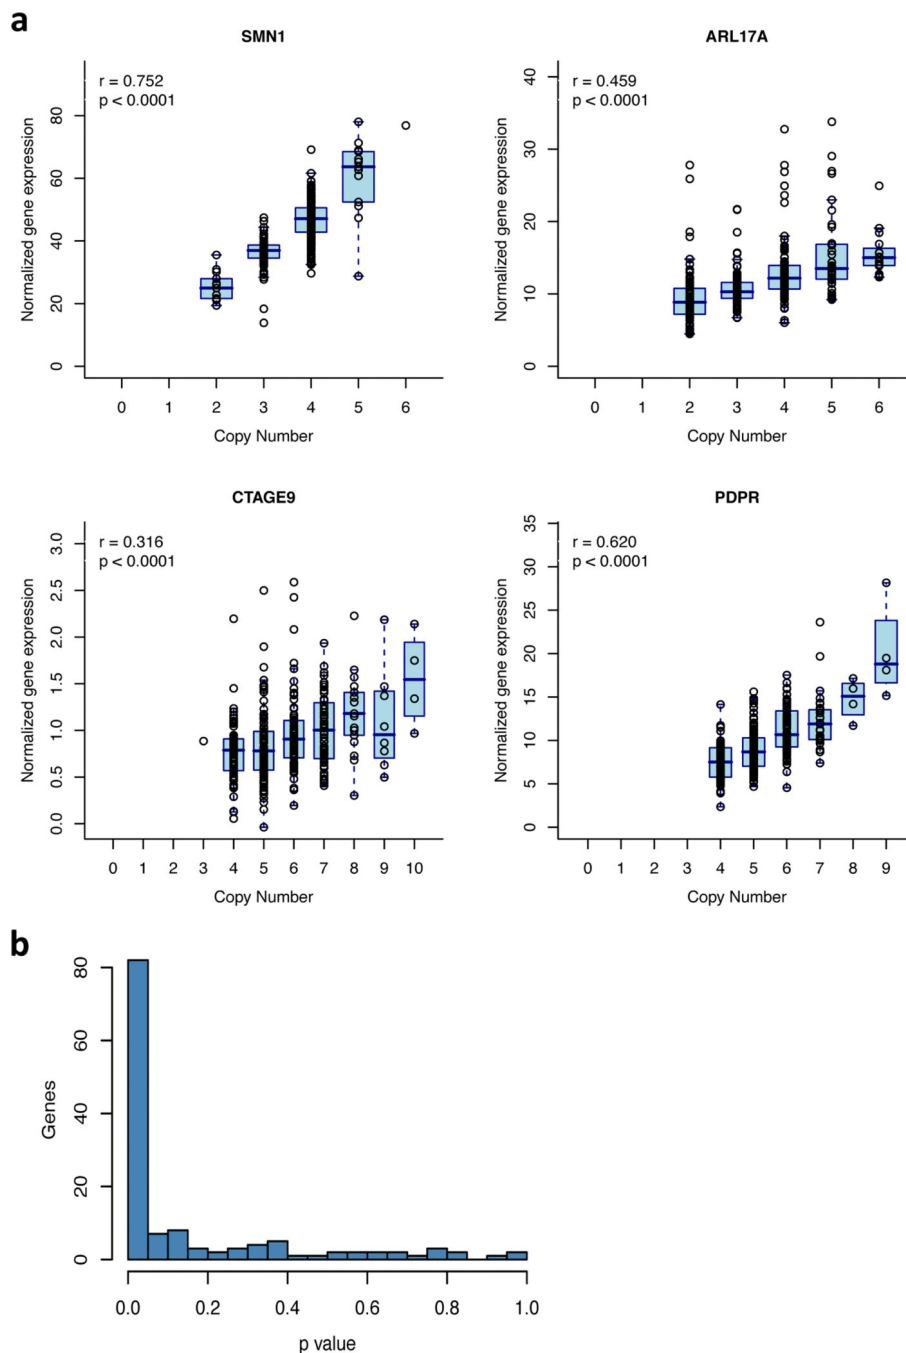 a
SMN1
r = 0.752
p < 0.0001
Normalized gene expression
0 20 40 60 80
0 1 2 3 4 5 6
Copy Number
ARL17A
r = 0.459
p < 0.0001
Normalized gene expression
0 10 20 30 40
0 1 2 3 4 5 6
Copy Number
CTAGE9
r = 0.316
p < 0.0001
Normalized gene expression
0.0 0.5 1.0 1.5 2.0 2.5 3.0
0 1 2 3 4 5 6 7 8 9 10
Copy Number
PDPR
r = 0.620
p < 0.0001
Normalized gene expression
0 5 10 15 20 25 30 35
0 1 2 3 4 5 6 7 8 9
Copy Number
b
Genes
0 20 40 60 80
0.0 0.2 0.4 0.6 0.8 1.0
p value